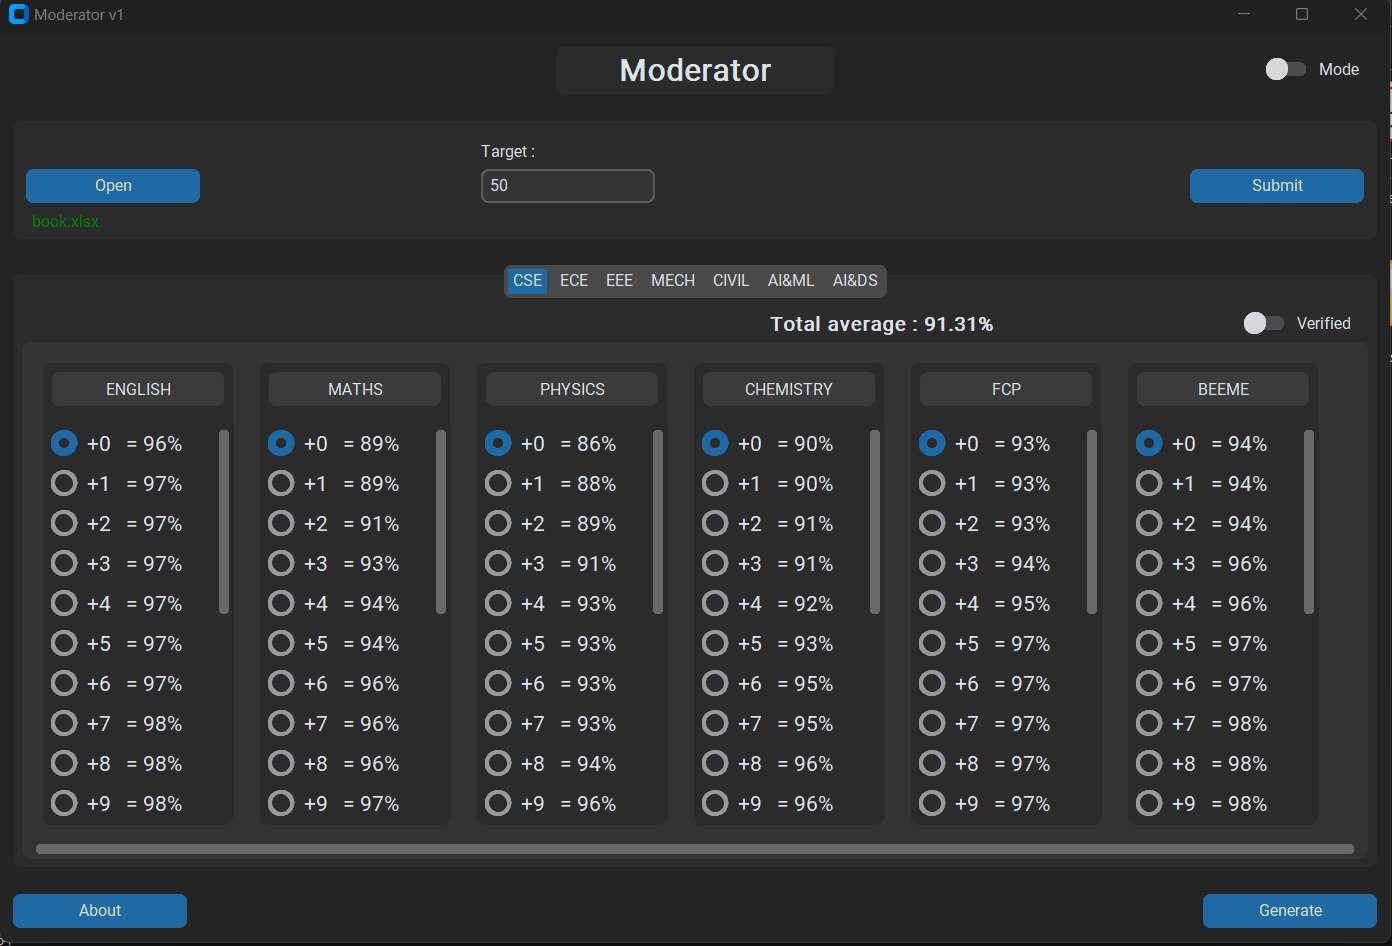 Moderator v1
Moderator
Mode
Target :
Open
50
Submit
book.xlsx
CSE ECE EEE MECH CIVIL AI&ML AI&DS
Total average : 91.31%
Verified
ENGLISH MATHS PHYSICS CHEMISTRY FCP BEEME
+0 = 96% +0 = 89% +0 = 86% +0 = 90% +0 = 93% +0 = 94%
+1 = 97% +1 = 89% +1 = 88% +1 = 90% +1 = 93% +1 = 94%
+2 = 97% +2 = 91% +2 = 89% +2 = 91% +2 = 93% +2 = 94%
+3 = 97% +3 = 93% +3 = 91% +3 = 91% +3 = 94% +3 = 96%
+4 = 97% +4 = 94% +4 = 93% +4 = 92% +4 = 95% +4 = 96%
+5 = 97% +5 = 94% +5 = 93% +5 = 93% +5 = 97% +5 = 97%
+6 = 97% +6 = 96% +6 = 93% +6 = 95% +6 = 97% +6 = 97%
+7 = 98% +7 = 96% +7 = 93% +7 = 95% +7 = 97% +7 = 98%
+8 = 98% +8 = 96% +8 = 94% +8 = 96% +8 = 97% +8 = 98%
+9 = 98% +9 = 97% +9 = 96% +9 = 96% +9 = 97% +9 = 98%
About
Generate